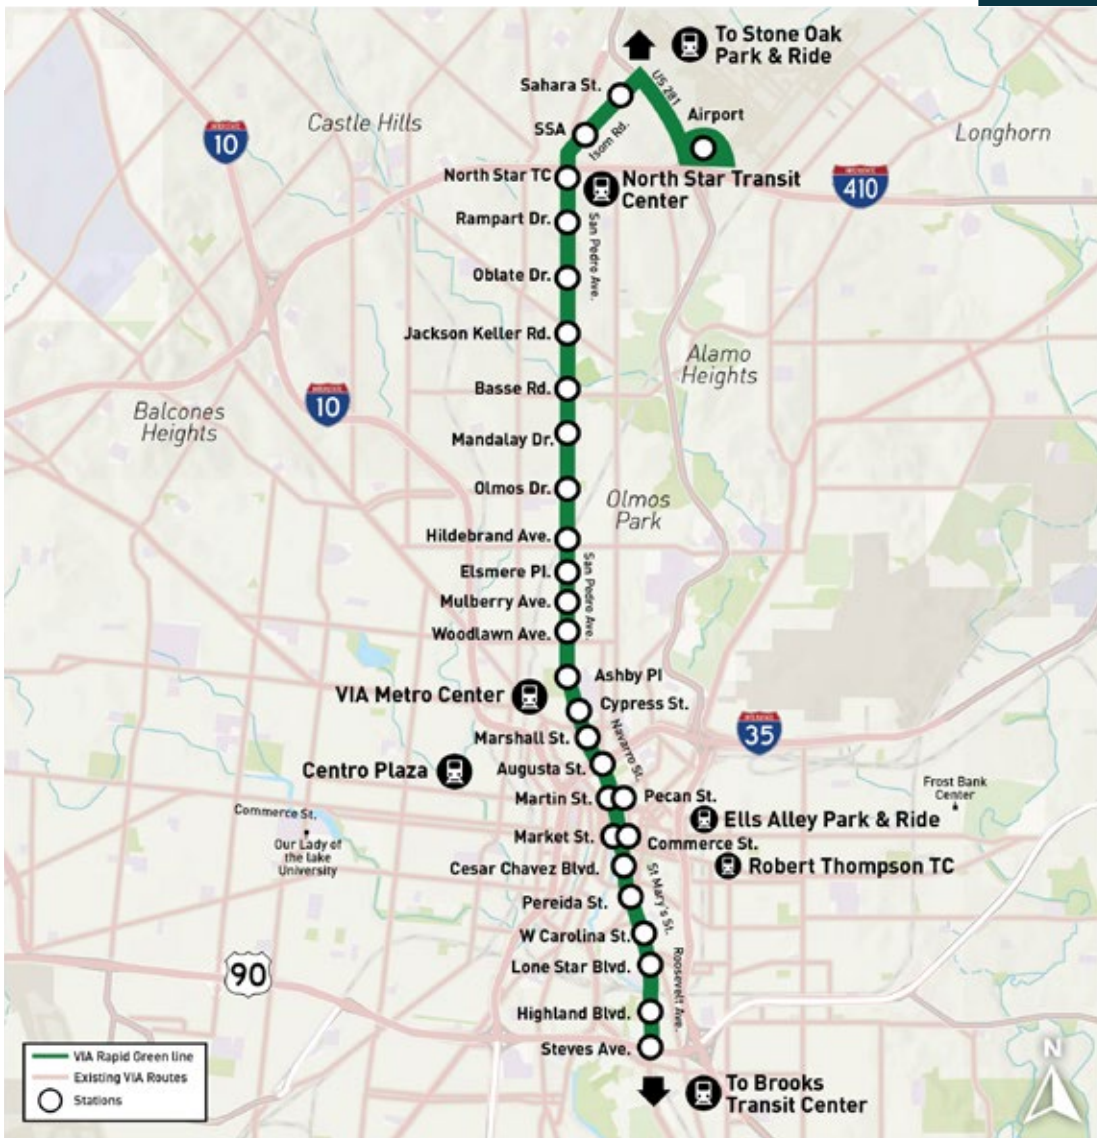 To Stone Oak
Park & Ride
Sahara St.
US 281
Airport
Castle Hills
INTERSTATE
10
SSA
Isom Rd.
Longhorn
North Star TC
North Star Transit
Center
INTERSTATE
410
Rampart Dr.
San Pedro Ave.
Oblate Dr.
Jackson Keller Rd.
Alamo
Heights
Basse Rd.
INTERSTATE
10
Balcones
Heights
Mandalay Dr.
Olmos Dr.
Olmos
Park
Hildebrand Ave.
Elsmere Pl.
San Pedro Ave.
Mulberry Ave.
Woodlawn Ave.
Ashby Pl
VIA Metro Center
Cypress St.
Marshall St.
Navarro St.
INTERSTATE
35
Centro Plaza
Augusta St.
Martin St.
Pecan St.
Frost Bank
Center
Commerce St.
Ells Alley Park & Ride
Market St.
Commerce St.
Our Lady of
the lake
University
Cesar Chavez Blvd.
Robert Thompson TC
Pereida St.
St Mary's St.
W Carolina St.
Lone Star Blvd.
Roosevelt Ave.
90
Highland Blvd.
Steves Ave.
VIA Rapid Green line
Existing VIA Routes
Stations
To Brooks
Transit Center
N